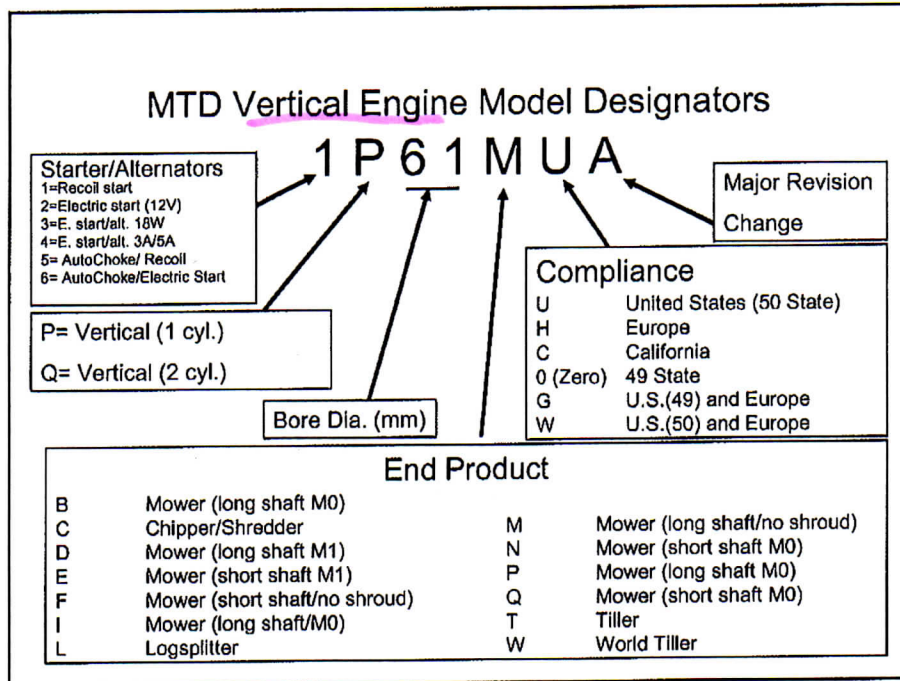 MTD Vertical Engine Model Designators
1 P 6 1 M U A
Starter/Alternators
1=Recoil start
2=Electric start (12V)
3=E. start/alt. 18W
4=E. start/alt. 3A/5A
5= AutoChoke/ Recoil
6= AutoChoke/Electric Start
P= Vertical (1 cyl.)
Q= Vertical (2 cyl.)
Bore Dia. (mm)
Major Revision
Change
Compliance
U United States (50 State)
H Europe
C California
0 (Zero) 49 State
G U.S.(49) and Europe
W U.S.(50) and Europe
End Product
B Mower (long shaft M0)
C Chipper/Shredder
D Mower (long shaft M1)
E Mower (short shaft M1)
F Mower (short shaft/no shroud)
I Mower (long shaft/M0)
L Logsplitter
M Mower (long shaft/no shroud)
N Mower (short shaft M0)
P Mower (long shaft M0)
Q Mower (short shaft M0)
T Tiller
W World Tiller